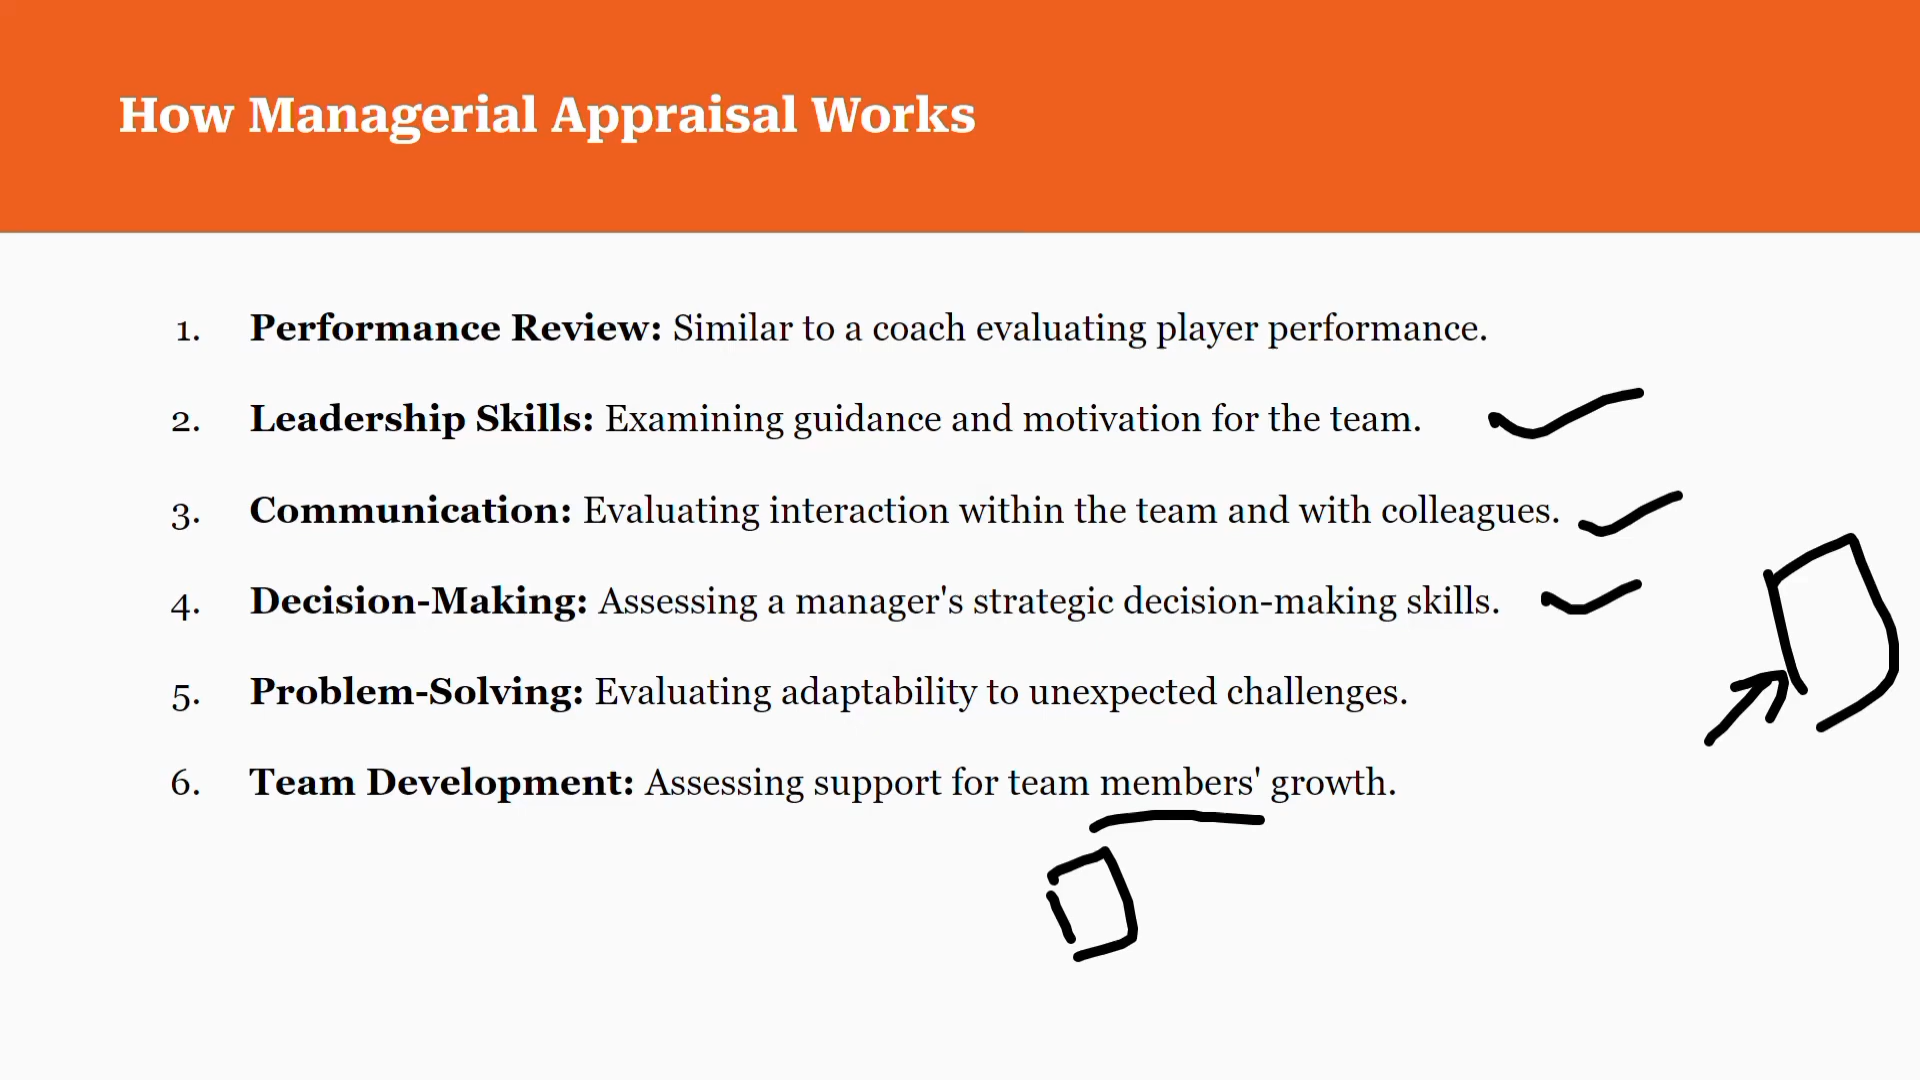 How Managerial Appraisal Works
1. Performance Review: Similar to a coach evaluating player performance.
2. Leadership Skills: Examining guidance and motivation for the team.
3. Communication: Evaluating interaction within the team and with colleagues.
4. Decision-Making: Assessing a manager's strategic decision-making skills.
5. Problem-Solving: Evaluating adaptability to unexpected challenges.
6. Team Development: Assessing support for team members' growth.